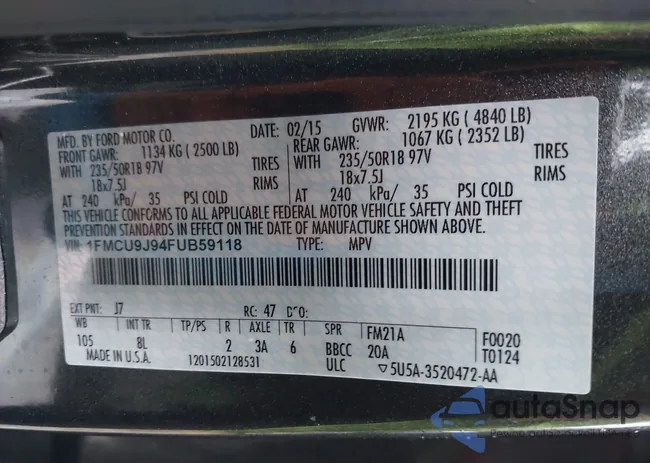 MFD. BY FORD MOTOR CO. DATE: 02/15 GVWR: 2195 KG ( 4840 LB)
FRONT GAWR: 1134 KG ( 2500 LB) REAR GAWR: 1067 KG ( 2352 LB)
WITH 235/50R18 97V TIRES WITH 235/50R18 97V TIRES
18x7.5J RIMS 18x7.5J RIMS
AT 240 kPa/ 35 PSI COLD AT 240 kPa/ 35 PSI COLD
THIS VEHICLE CONFORMS TO ALL APPLICABLE FEDERAL MOTOR VEHICLE SAFETY AND THEFT
PREVENTION STANDARDS IN EFFECT ON THE DATE OF MANUFACTURE SHOWN ABOVE.
VIN: 1FMCU9J94FUB59118 TYPE: MPV
EXT PNT: J7 RC: 47 DSO:
WB INT TR TP/PS R AXLE TR SPR FM21A F0020
105 8L 2 3A 6 BBCC 20A T0124
MADE IN U.S.A. 1201502128531 ULC ▽5U5A-3520472-AA
autoSnap